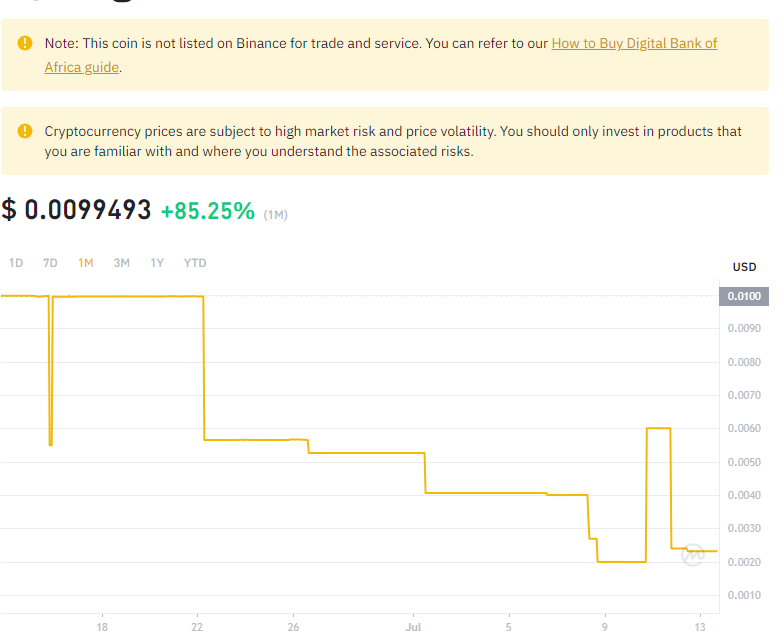 Note: This coin is not listed on Binance for trade and service. You can refer to our How to Buy Digital Bank of
Africa guide.
Cryptocurrency prices are subject to high market risk and price volatility. You should only invest in products that
you are familiar with and where you understand the associated risks.
$ 0.0099493 +85.25% (1M)
1D 7D 1M 3M 1Y YTD
USD
0.0100
0.0090
0.0080
0.0070
0.0060
0.0050
0.0040
0.0030
0.0020
0.0010
18 22 26 Jul 5 9 13